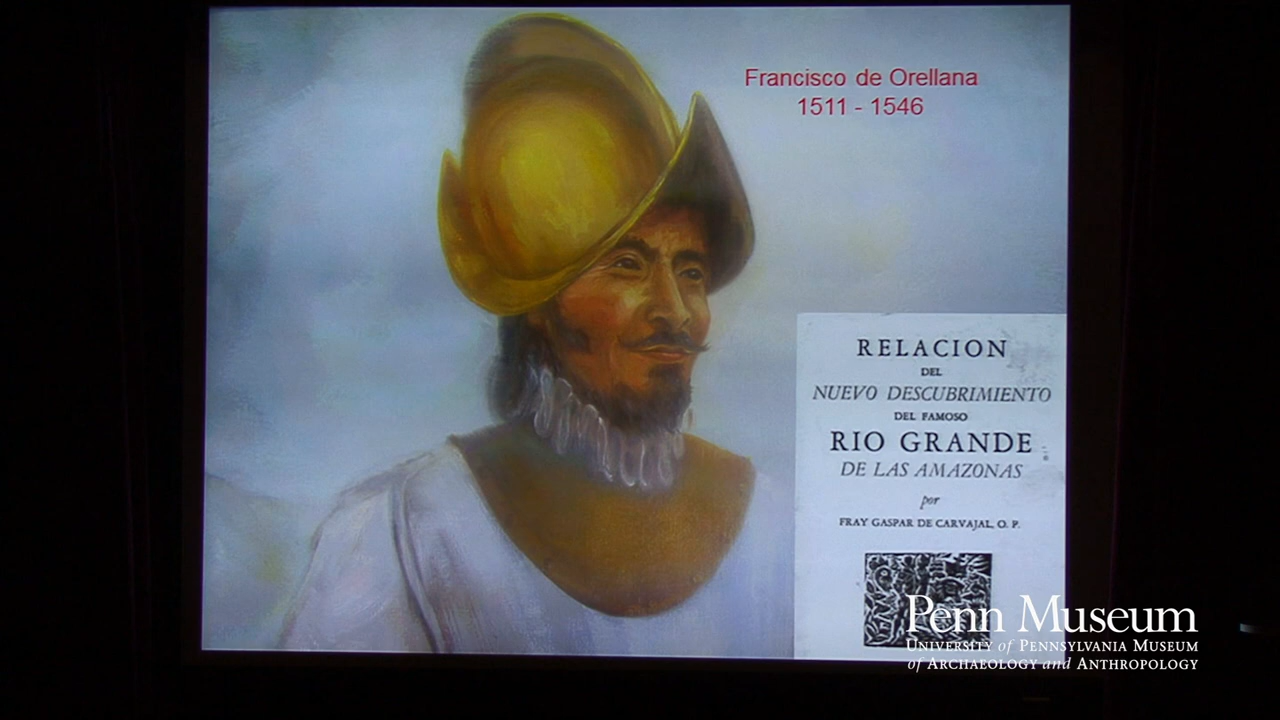 Francisco de Orellana
1511 - 1546
RELACION
DEL
NUEVO DESCUBRIMIENTO
DEL FAMOSO
RIO GRANDE
DE LAS AMAZONAS
por
FRAY GASPAR DE CARVAJAL, O. P.
Penn Museum
UNIVERSITY of PENNSYLVANIA MUSEUM
of ARCHAEOLOGY and ANTHROPOLOGY